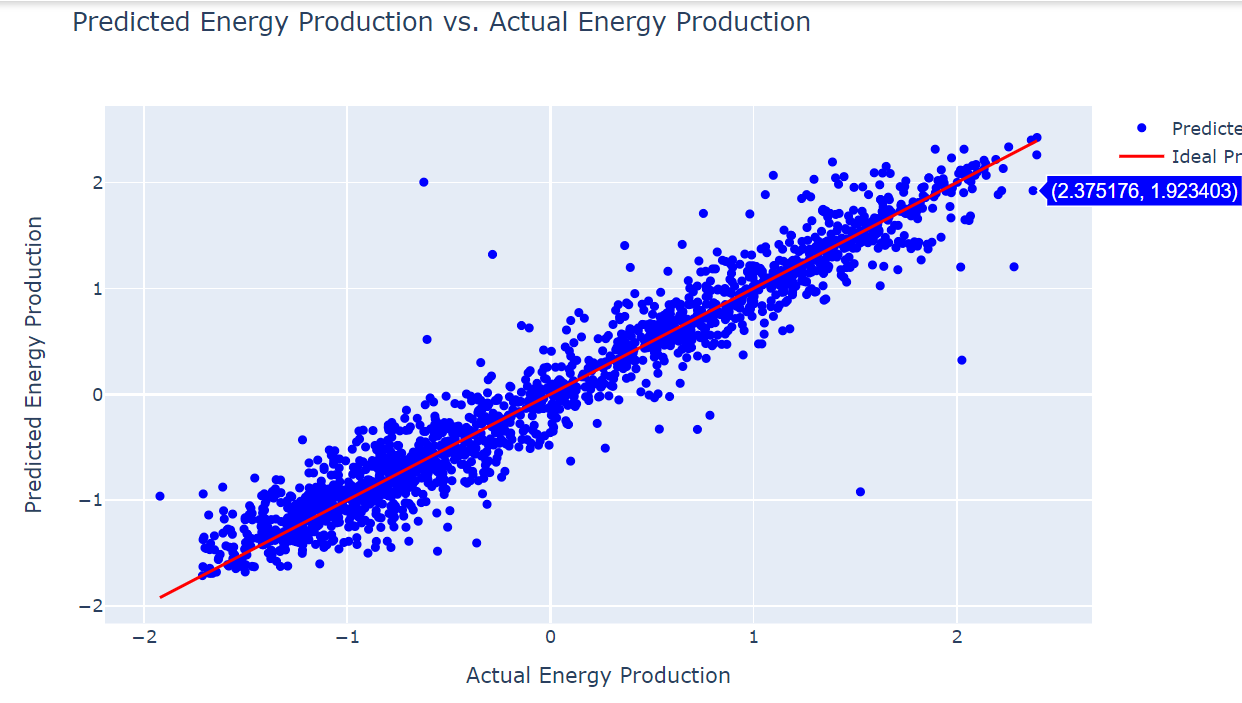 Predicted Energy Production vs. Actual Energy Production
Predicte
Ideal Pr
(2.375176, 1.923403)
Predicted Energy Production
2
1
0
−1
−2
−2
−1
0
1
2
Actual Energy Production